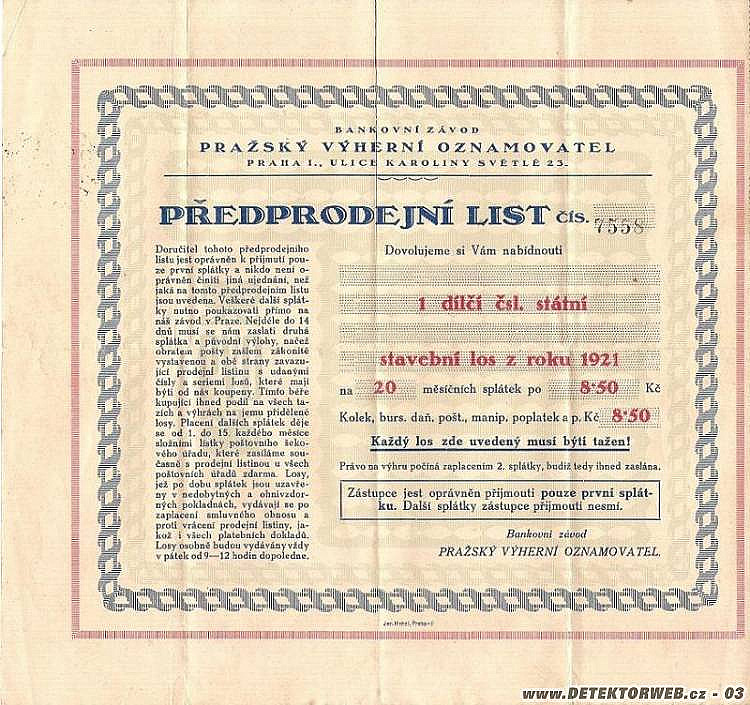 BANKOVNÍ ZÁVOD
PRAŽSKÝ VÝHERNÍ OZNAMOVATEL
PRAHA I., ULICE KAROLINY SVĚTLÉ 23.
PŘEDPRODEJNÍ LIST čís. 7558
Doručitel tohoto předprodejního
listu jest oprávněn k přijmutí pou-
ze první splátky a nikdo není o-
právněn činiti jiná ujednání, než
jaká na tomto předprodejním listu
jsou uvedena. Veškeré další splát-
ky nutno poukazovati přímo na
náš závod v Praze. Nejdéle do 14
dnů musí se nám zaslati druhá
splátka a původní výlohy, načež
obratem pošty zašlem. zákonitě
vystavenou a obě strany zavazu-
jící prodejní listinu s udanými
čísly a seriemi losů, které mají
býti od nás koupeny. Tímto béře
kupující ihned podíl na všech ta-
zích a výhrách na jemu přidělené
losy. Placení dalších splátek děje
se od 1. do 15. každého měsíce
složními lístky poštovního šeko-
vého úřadu, které zasíláme sou-
časně s prodejní listinou u všech
poštovních úřadů zdarma. Losy,
jež po dobu splátek jsou uzavře-
ny v nedobytných a ohnivzdor-
ných pokladnách, vydávají se po
zaplacení smluveného obnosu a
proti vrácení prodejní listiny, ja-
kož i všech platebních dokladů.
Losy osobně budou vydávány vždy
v pátek od 9—12 hodin dopoledne.
Dovolujeme si Vám nabídnouti
1 dílčí čsl. státní
stavební los z roku 1921
na 20 měsíčních splátek po 8·50 Kč
Kolek, burs. daň, pošt., manip. poplatek a p. Kč 8·50
Každý los zde uvedený musí býti tažen!
Právo na výhru počíná zaplacením 2. splátky, budiž tedy ihned zaslána.
Zástupce jest oprávněn přijmouti pouze první splát-
ku. Další splátky zástupce přijmouti nesmí.
Bankovní závod
PRAŽSKÝ VÝHERNÍ OZNAMOVATEL.
www.DETEKTORWEB.cz - 03